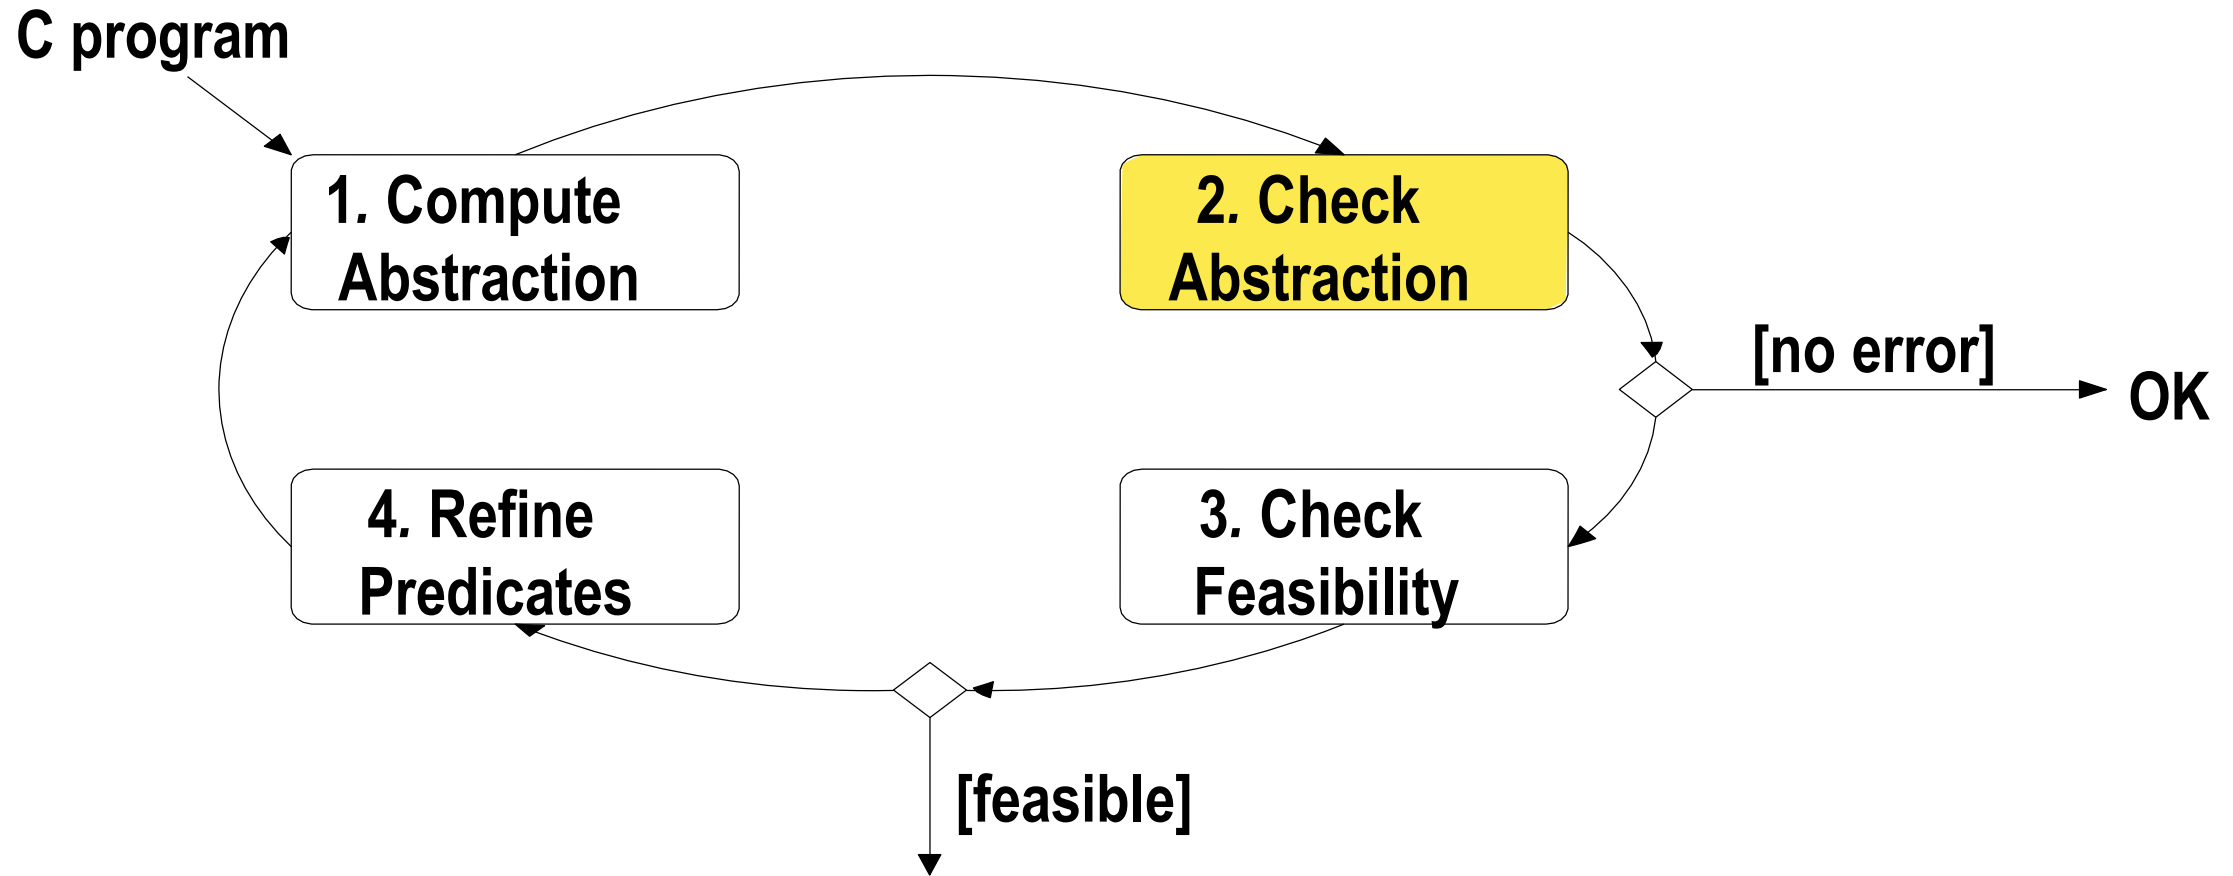 C program
1. Compute
Abstraction
2. Check
Abstraction
[no error]
OK
4. Refine
Predicates
3. Check
Feasibility
[feasible]